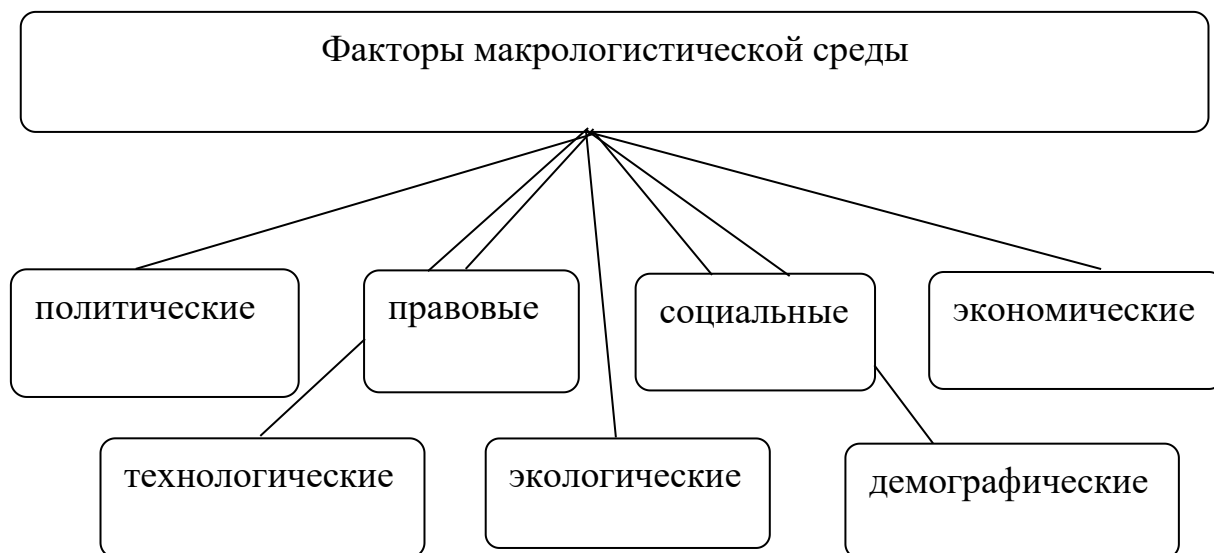 Факторы макрологистической среды
политические
правовые
социальные
экономические
технологические
экологические
демографические